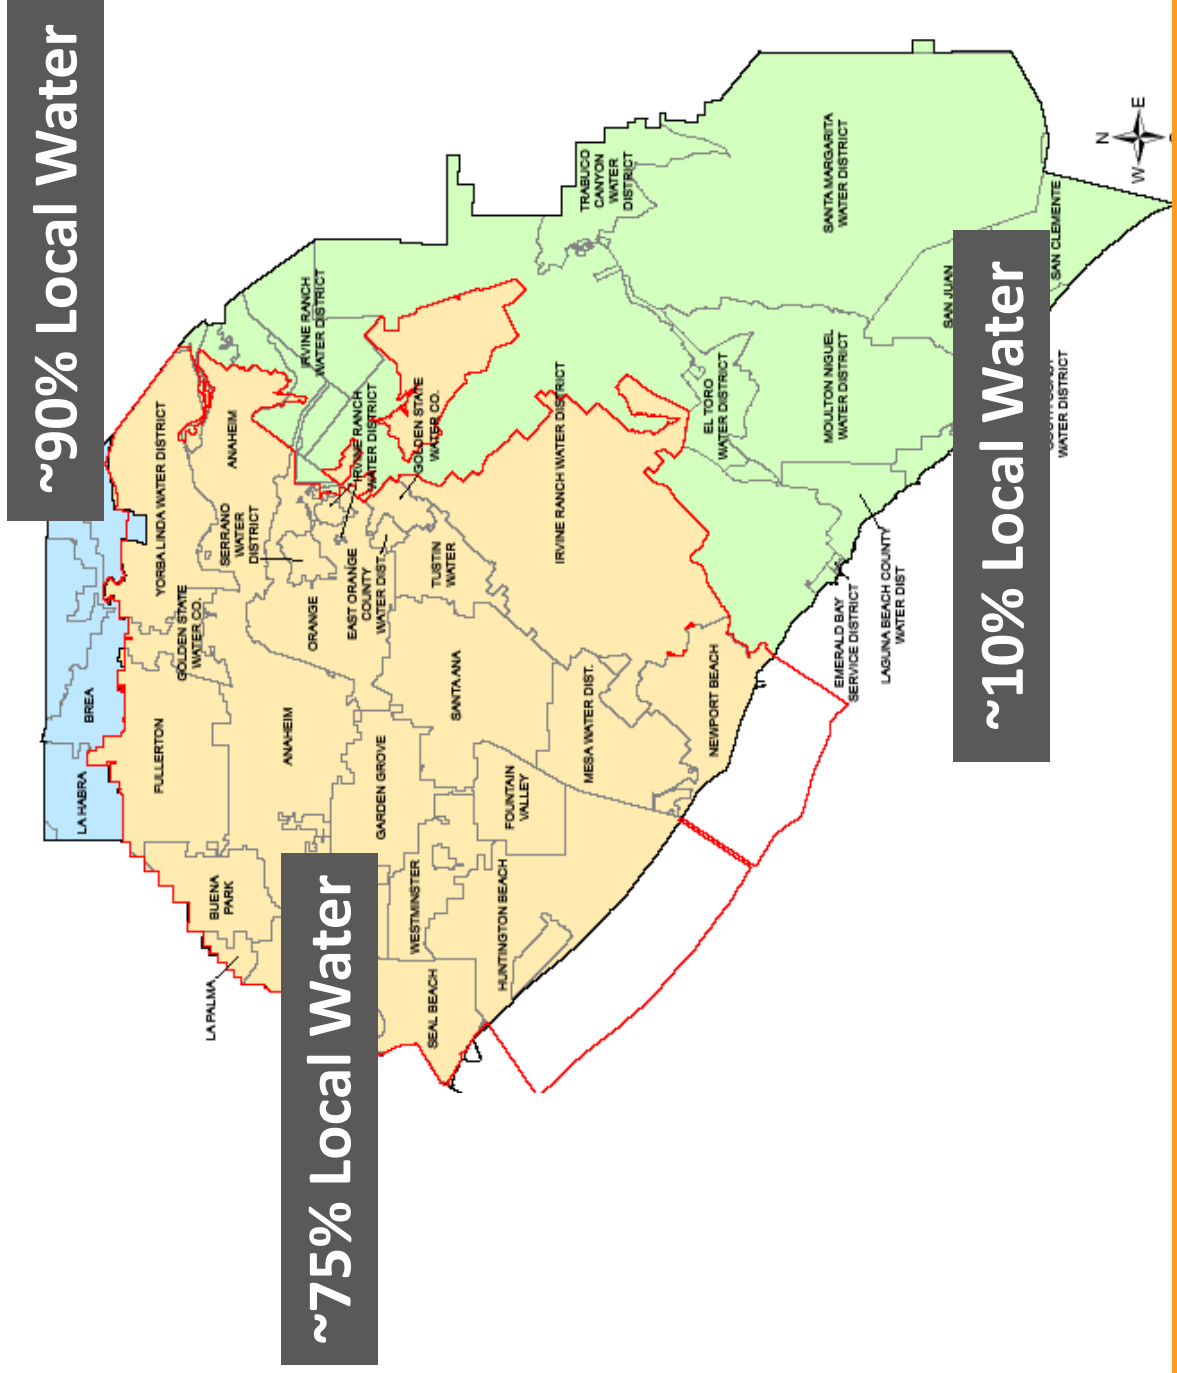 ~90% Local Water
~75% Local Water
~10% Local Water
LA HABRA
BREA
FULLERTON
YORBA LINDA WATER DISTRICT
GOLDEN STATE
WATER CO.
BUENA
PARK
LA PALMA
ANAHEIM
SERRANO
WATER
DISTRICT
ANAHEIM
ORANGE
EAST ORANGE
COUNTY
WATER DIST.
IRVINE RANCH
WATER DISTRICT
IRVINE RANCH
WATER DISTRICT
GOLDEN STATE
WATER CO.
GARDEN GROVE
WESTMINSTER
SEAL BEACH
SANTA ANA
TUSTIN
WATER
FOUNTAIN
VALLEY
HUNTINGTON BEACH
MESA WATER DIST.
IRVINE RANCH WATER DISTRICT
NEWPORT BEACH
TRABUCO
CANYON
WATER
DISTRICT
EL TORO
WATER DISTRICT
SANTA MARGARITA
WATER DISTRICT
MOULTON NIGUEL
WATER DISTRICT
EMERALD BAY
SERVICE DISTRICT
LAGUNA BEACH COUNTY
WATER DIST
SAN JUAN
SAN CLEMENTE
WATER DISTRICT
N
W
E